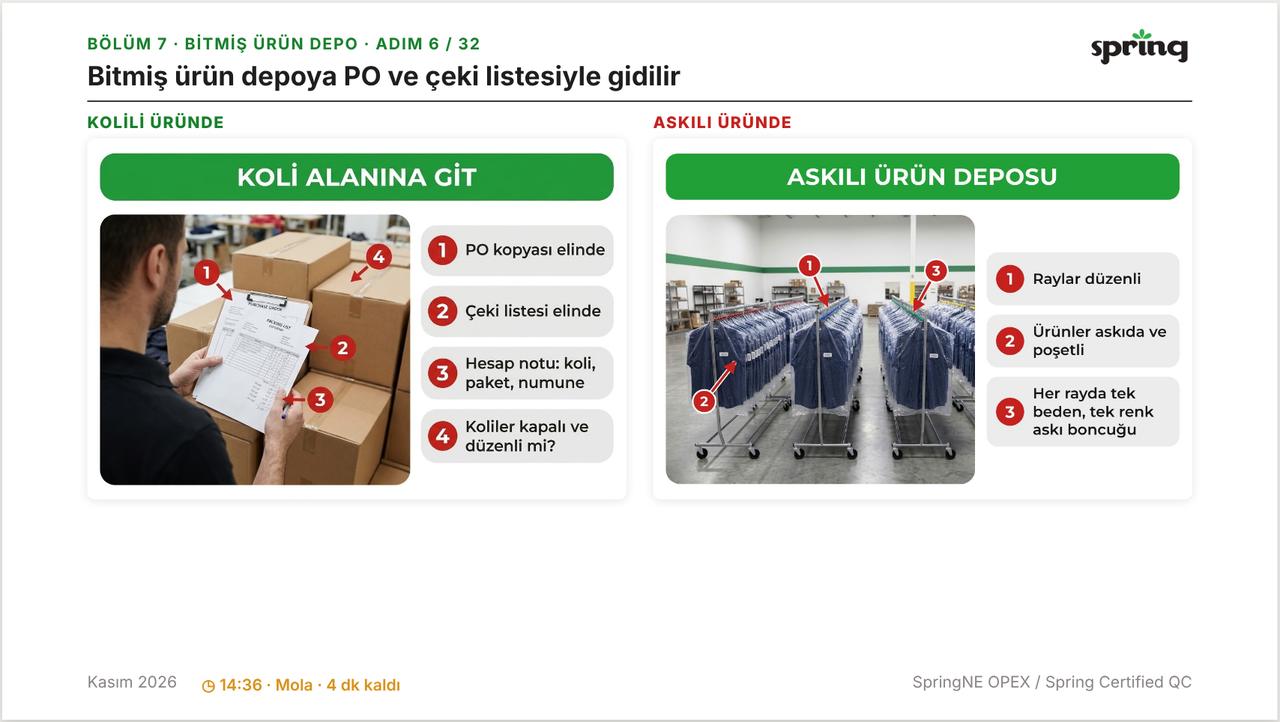 BÖLÜM 7 · BİTMİŞ ÜRÜN DEPO · ADIM 6 / 32
spring
Bitmiş ürün depoya PO ve çeki listesiyle gidilir
KOLİLİ ÜRÜNDE
KOLİ ALANINA GİT
PURCHASE ORDER
PACKING LIST
1
2
3
4
1 PO kopyası elinde
2 Çeki listesi elinde
3 Hesap notu: koli,
paket, numune
4 Koliler kapalı ve
düzenli mi?
ASKILI ÜRÜNDE
ASKILI ÜRÜN DEPOSU
1
3
2
1 Raylar düzenli
2 Ürünler askıda ve
poşetli
3 Her rayda tek
beden, tek renk
askı boncuğu
Kasım 2026
14:36 · Mola · 4 dk kaldı
SpringNE OPEX / Spring Certified QC